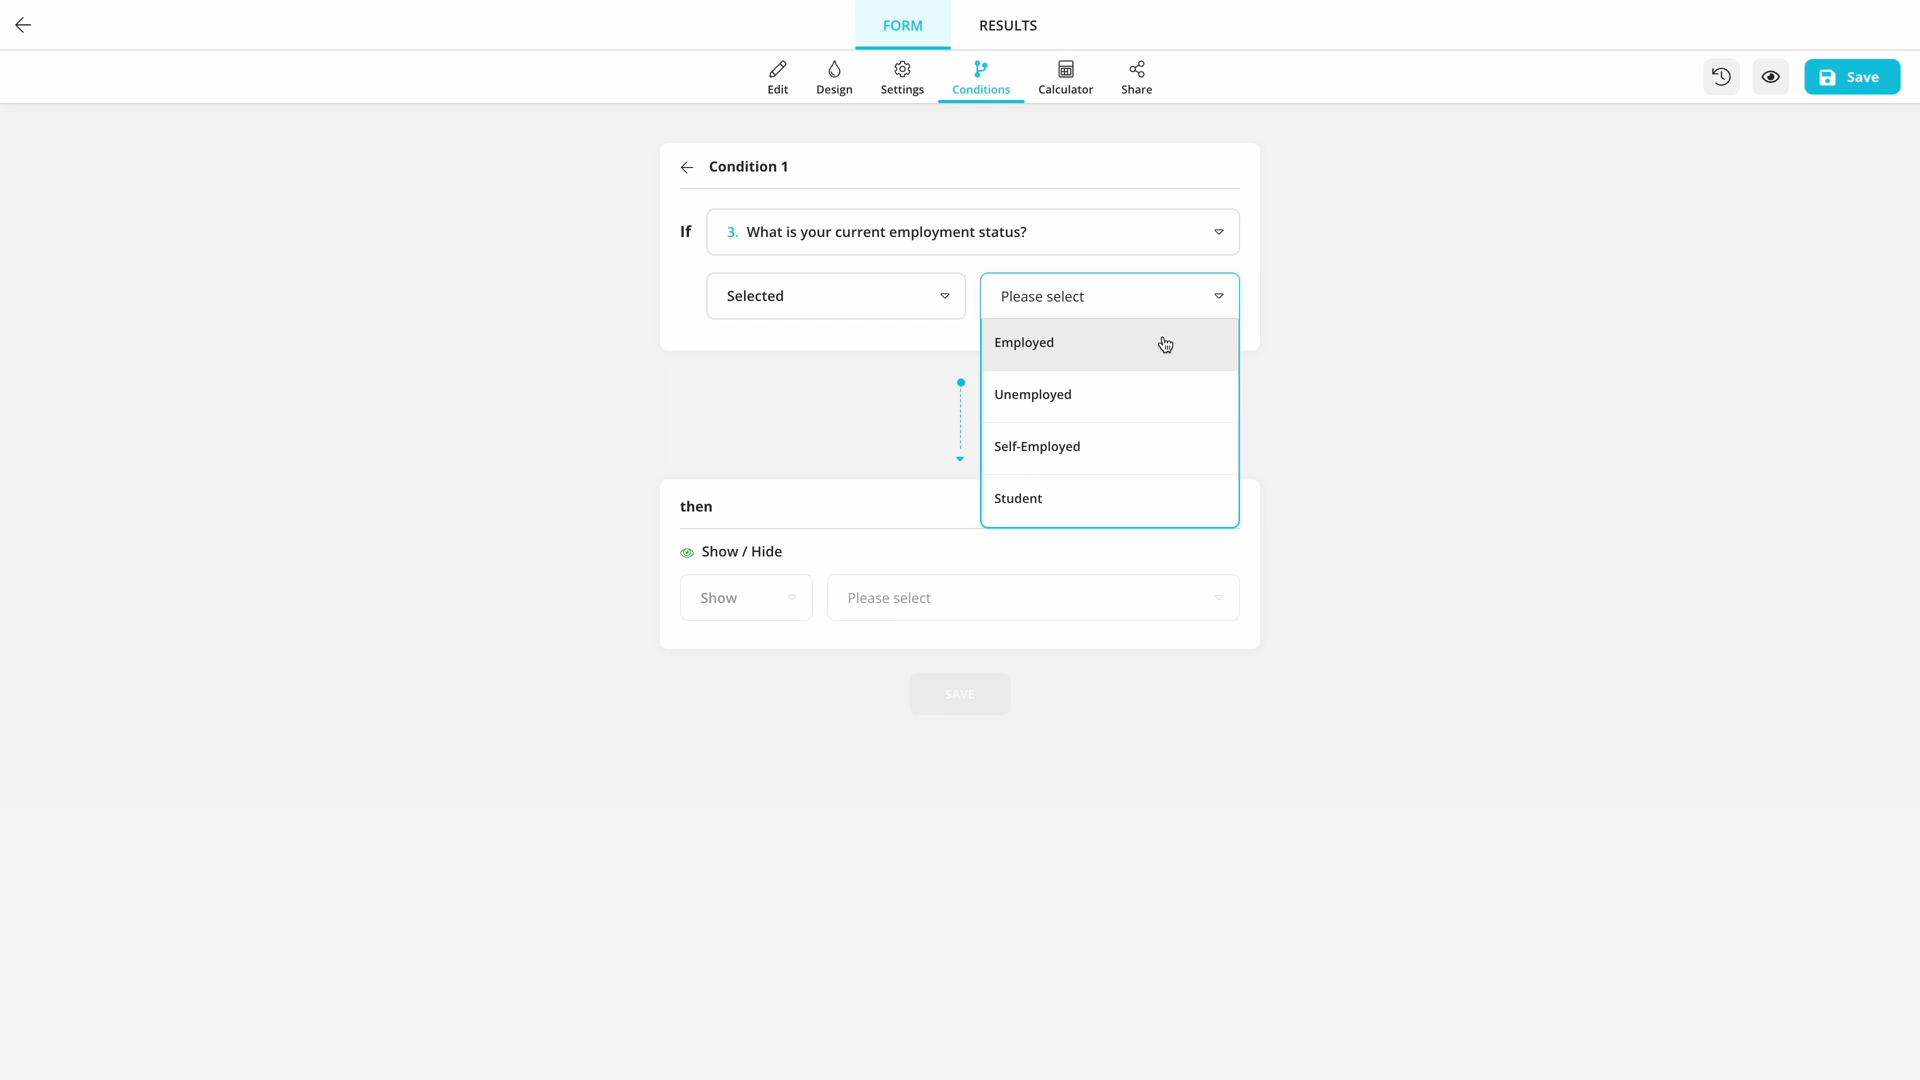 FORM
RESULTS
Edit
Design
Settings
Conditions
Calculator
Share
Save
Condition 1
If
3. What is your current employment status?
Selected
Please select
Employed
Unemployed
Self-Employed
Student
then
Show / Hide
Show
Please select
SAVE